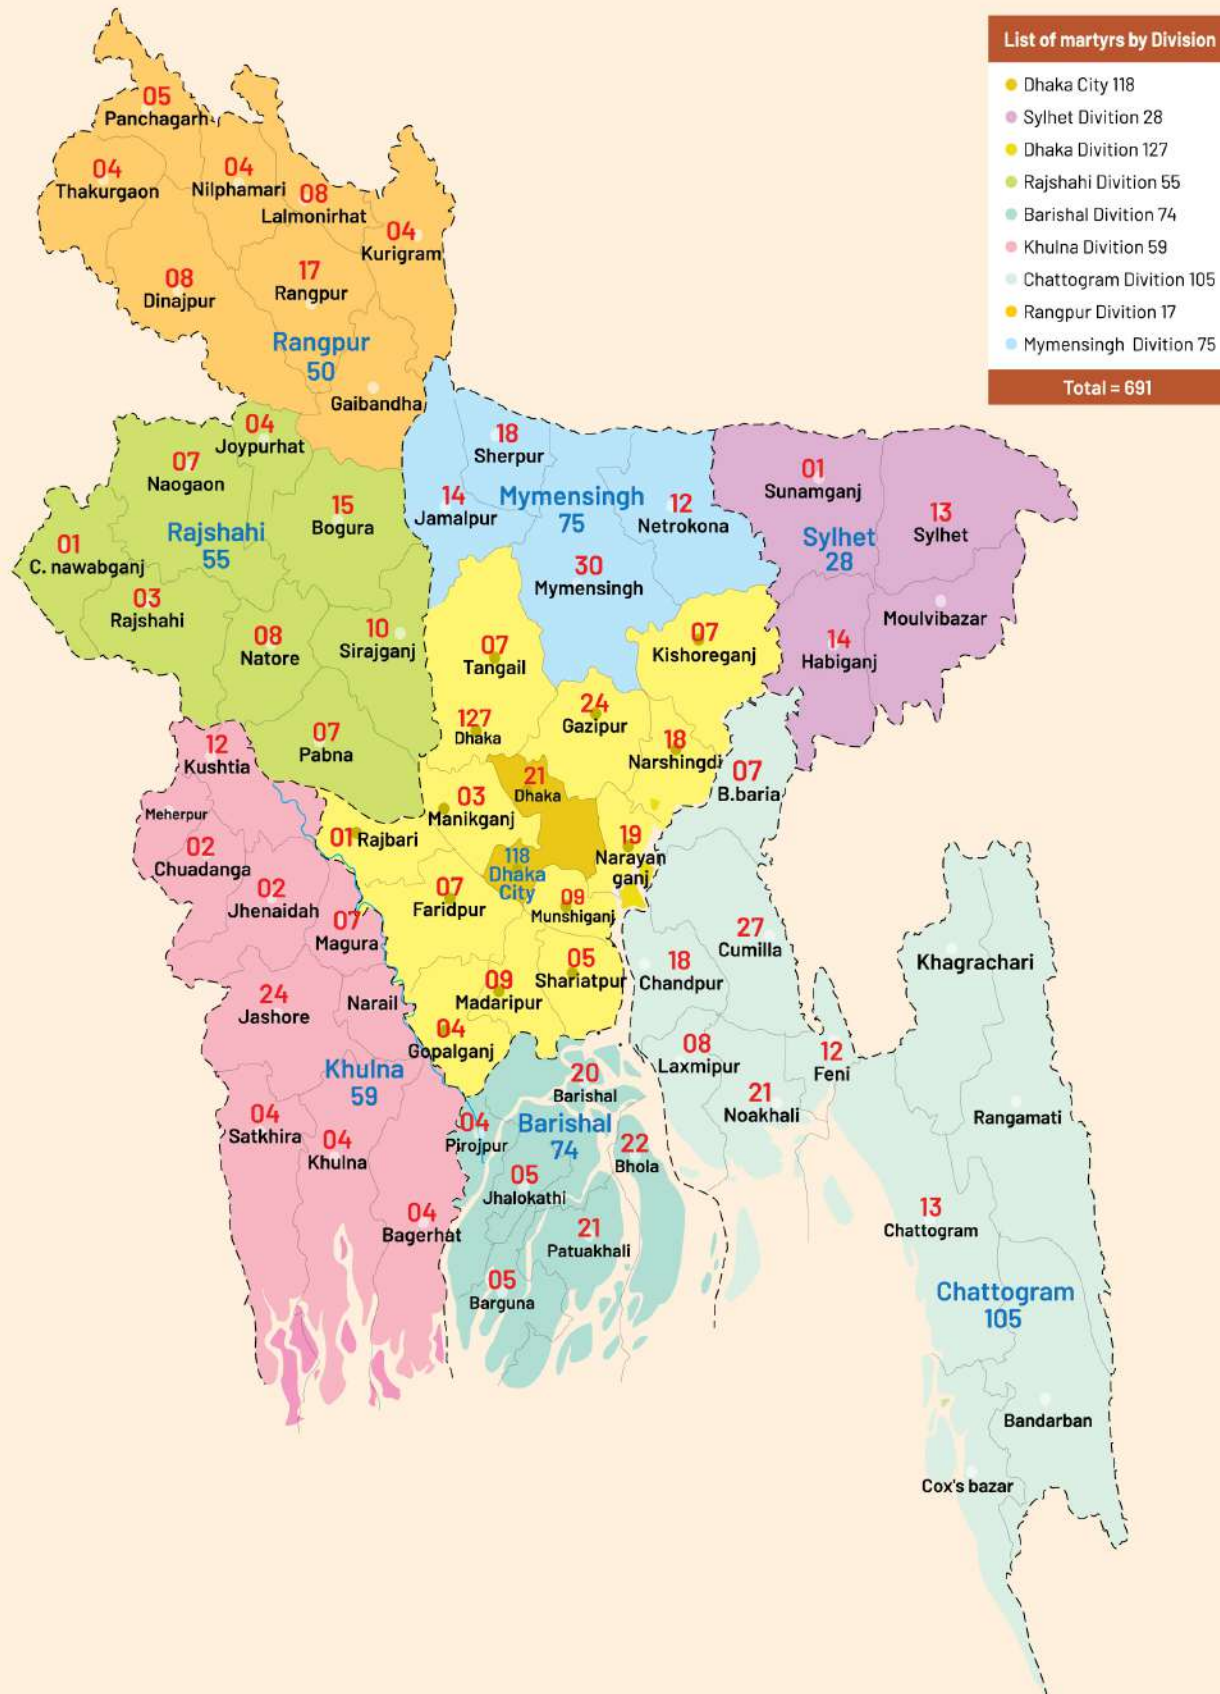 List of martyrs by Division
Dhaka City 118
Sylhet Division 28
Dhaka Division 127
Rajshahi Divition 55
Barishal Division 74
Khulna Division 59
Chattogram Divition 105
Rangpur Division 17
Mymensingh Divition 75
Total = 691
05
Panchagarh
04
Thakurgaon
04
Nilphamari
08
Lalmonirhat
04
Kurigram
08
Dinajpur
17
Rangpur
Rangpur
50
Gaibandha
04
Joypurhat
07
Naogaon
15
Bogura
Rajshahi
55
01
C. nawabganj
03
Rajshahi
08
Natore
10
Sirajganj
07
Pabna
18
Sherpur
14
Jamalpur
Mymensingh
75
12
Netrokona
30
Mymensingh
01
Sunamganj
13
Sylhet
Sylhet
28
Moulvibazar
14
Habiganj
07
Tangail
07
Kishoreganj
127
Dhaka
24
Gazipur
18
Narshingdi
21
Dhaka
03
Manikganj
01 Rajbari
19
Narayan
ganj
118
Dhaka
City
07
Faridpur
09
Munshiganj
05
Shariatpur
09
Madaripur
04
Gopalganj
12
Kushtia
Meherpur
02
Chuadanga
02
Jhenaidah
07
Magura
24
Jashore
Narail
Khulna
59
04
Satkhira
04
Khulna
04
Bagerhat
20
Barishal
04
Pirojpur
Barishal
74
22
Bhola
05
Jhalokathi
21
Patuakhali
05
Barguna
07
B.baria
27
Cumilla
18
Chandpur
08
Laxmipur
12
Feni
21
Noakhali
Khagrachari
Rangamati
13
Chattogram
Chattogram
105
Bandarban
Cox's bazar